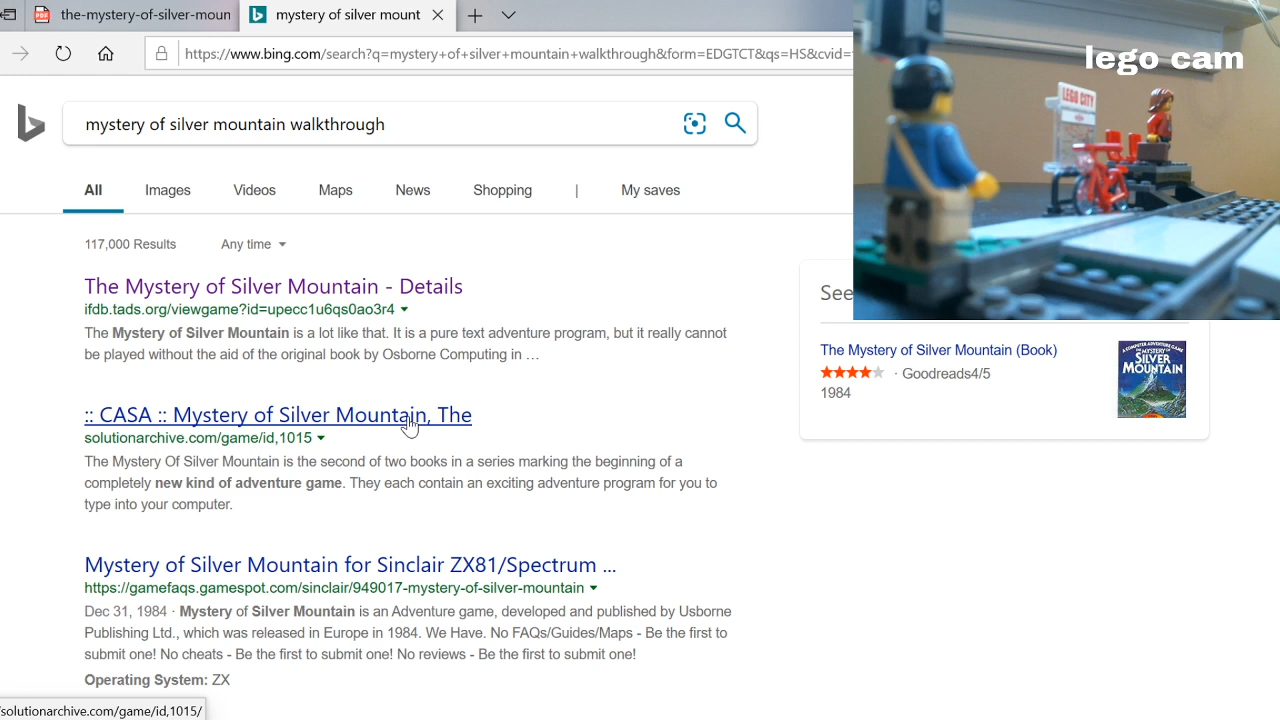 the-mystery-of-silver-moun
mystery of silver mount
https://www.bing.com/search?q=mystery+of+silver+mountain+walkthrough&form=EDGTCT&qs=HS&cvid=
lego cam
LEGO CITY
mystery of silver mountain walkthrough
All Images Videos Maps News Shopping | My saves
117,000 Results Any time
The Mystery of Silver Mountain - Details
ifdb.tads.org/viewgame?id=upecc1u6qs0ao3r4
The Mystery of Silver Mountain is a lot like that. It is a pure text adventure program, but it really cannot
be played without the aid of the original book by Osborne Computing in …
:: CASA :: Mystery of Silver Mountain, The
solutionarchive.com/game/id,1015
The Mystery Of Silver Mountain is the second of two books in a series marking the beginning of a
completely new kind of adventure game. They each contain an exciting adventure program for you to
type into your computer.
Mystery of Silver Mountain for Sinclair ZX81/Spectrum ...
https://gamefaqs.gamespot.com/sinclair/949017-mystery-of-silver-mountain
Dec 31, 1984 · Mystery of Silver Mountain is an Adventure game, developed and published by Usborne
Publishing Ltd., which was released in Europe in 1984. We Have. No FAQs/Guides/Maps - Be the first to
submit one! No cheats - Be the first to submit one! No reviews - Be the first to submit one!
Operating System: ZX
See
The Mystery of Silver Mountain (Book)
· Goodreads4/5
1984
A COMPUTER ADVENTURE GAME
THE MYSTERY OF
SILVER
MOUNTAIN
/solutionarchive.com/game/id,1015/